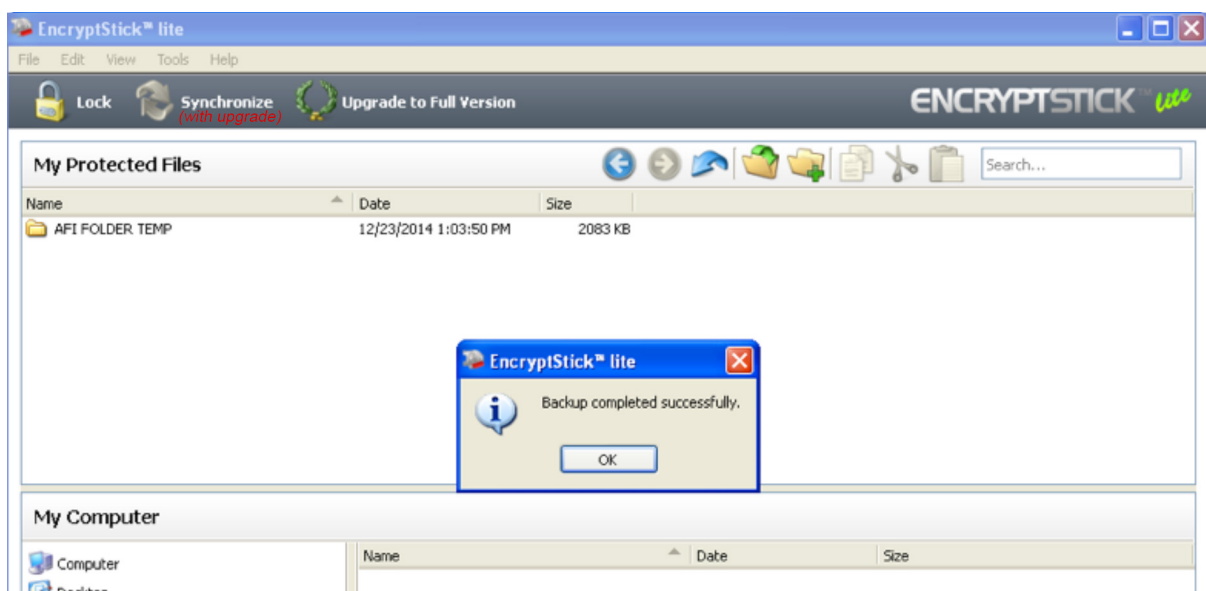 EncryptStick™ lite
File Edit View Tools Help
Lock Synchronize Upgrade to Full Version ENCRYPTSTICK™ lite
(with upgrade)
My Protected Files Search...
Name Date Size
AFI FOLDER TEMP 12/23/2014 1:03:50 PM 2083 KB
EncryptStick™ lite
Backup completed successfully.
OK
My Computer
Name Date Size
Computer
Desktop